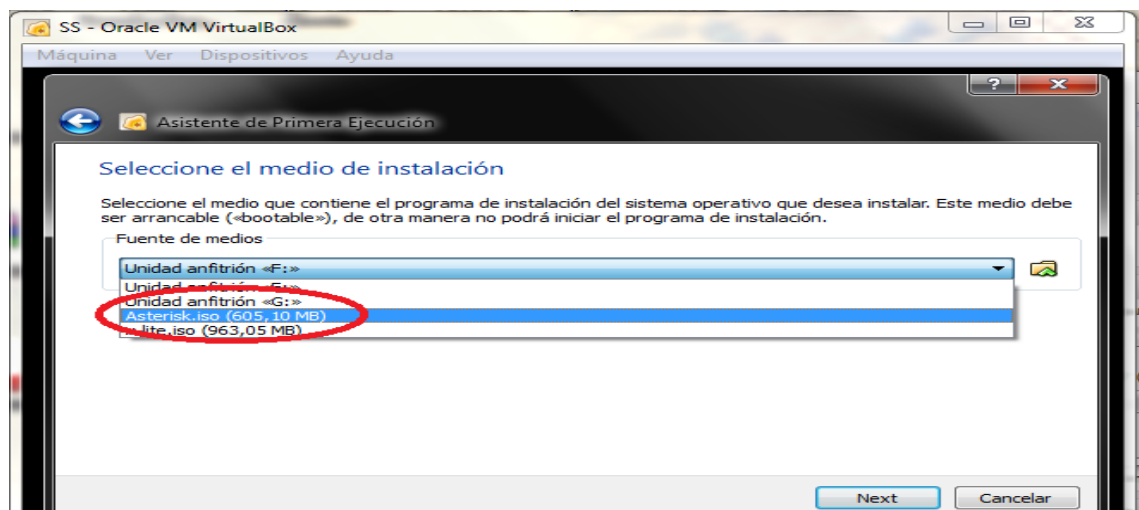 SS - Oracle VM VirtualBox
Máquina Ver Dispositivos Ayuda
?
Asistente de Primera Ejecución
Seleccione el medio de instalación
Seleccione el medio que contiene el programa de instalación del sistema operativo que desea instalar. Este medio debe
ser arrancable («bootable»), de otra manera no podrá iniciar el programa de instalación.
Fuente de medios
Unidad anfitrión «F:»
Unidad anfitrión «F:»
Unidad anfitrión «G:»
Asterisk.iso (605,10 MB)
lite.iso (963,05 MB)
Next Cancelar